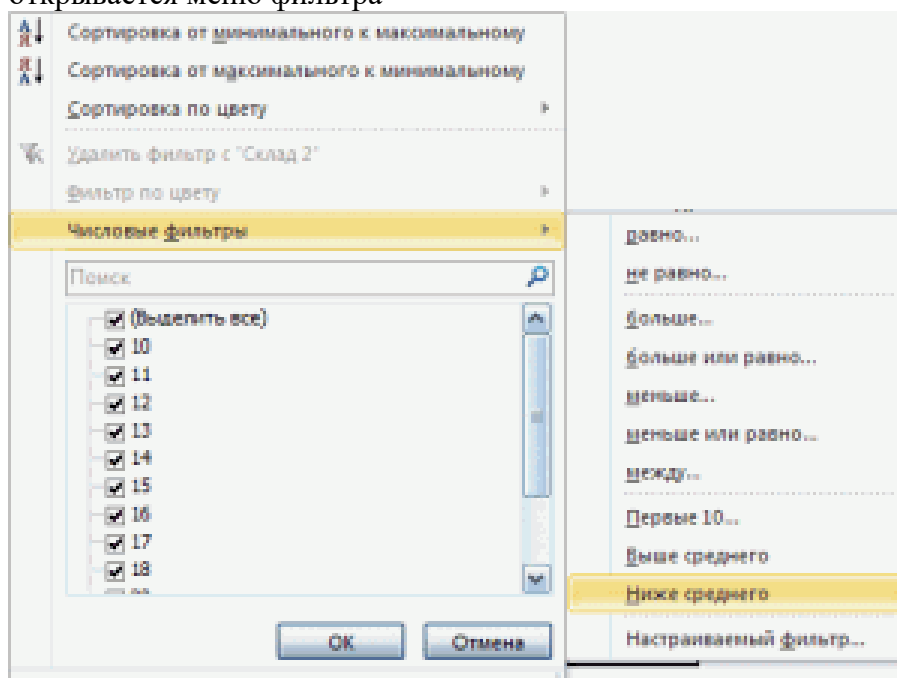 открывается меню фильтра
Сортировка от минимального к максимальному
Сортировка от максимального к минимальному
Сортировка по цвету
Удалить фильтр с "Склад 2"
Фильтр по цвету
Числовые фильтры
Поиск
(Выделить все)
10
11
12
13
14
15
16
17
18
ОК
Отмена
равно...
не равно...
больше...
больше или равно...
меньше...
меньше или равно...
между...
Первые 10...
Выше среднего
Ниже среднего
Настраиваемый фильтр...